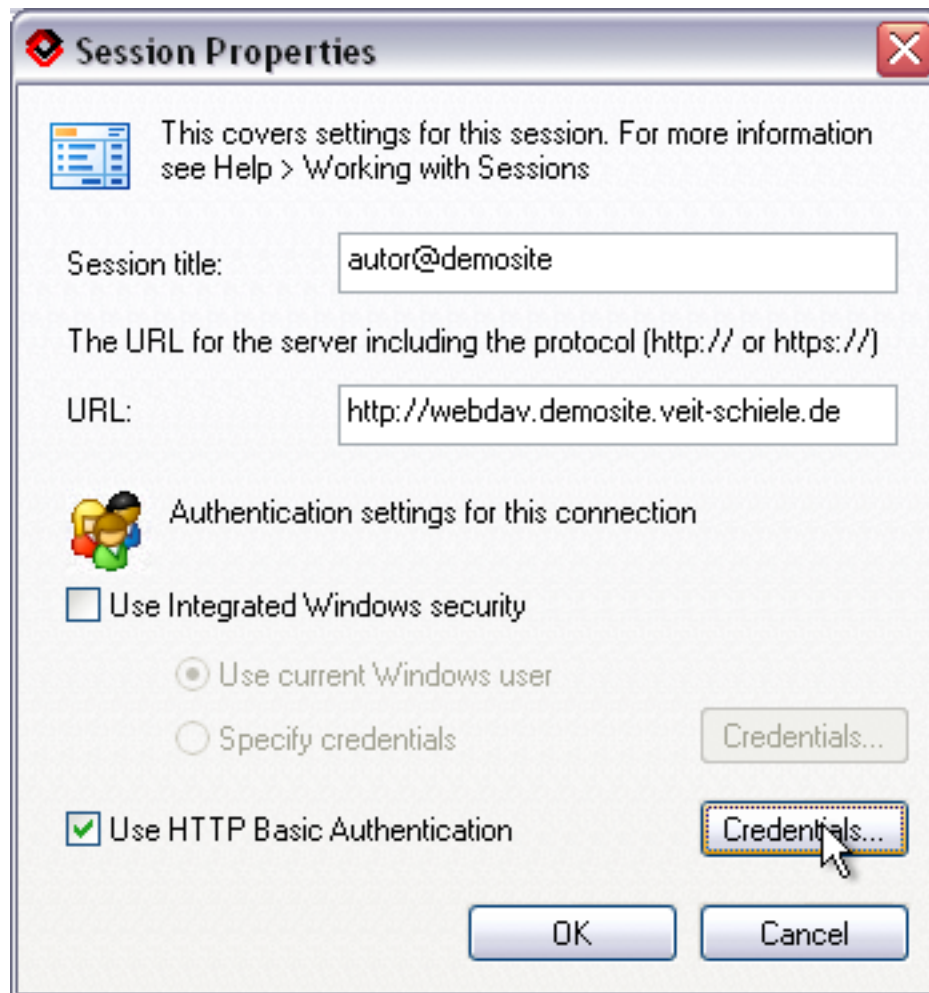 Session Properties
This covers settings for this session. For more information
see Help > Working with Sessions
Session title:
autor@demosite
The URL for the server including the protocol (http:// or https://)
URL:
http://webdav.demosite.veit-schiele.de
Authentication settings for this connection
Use Integrated Windows security
Use current Windows user
Specify credentials
Credentials...
Use HTTP Basic Authentication
Credentials...
OK
Cancel